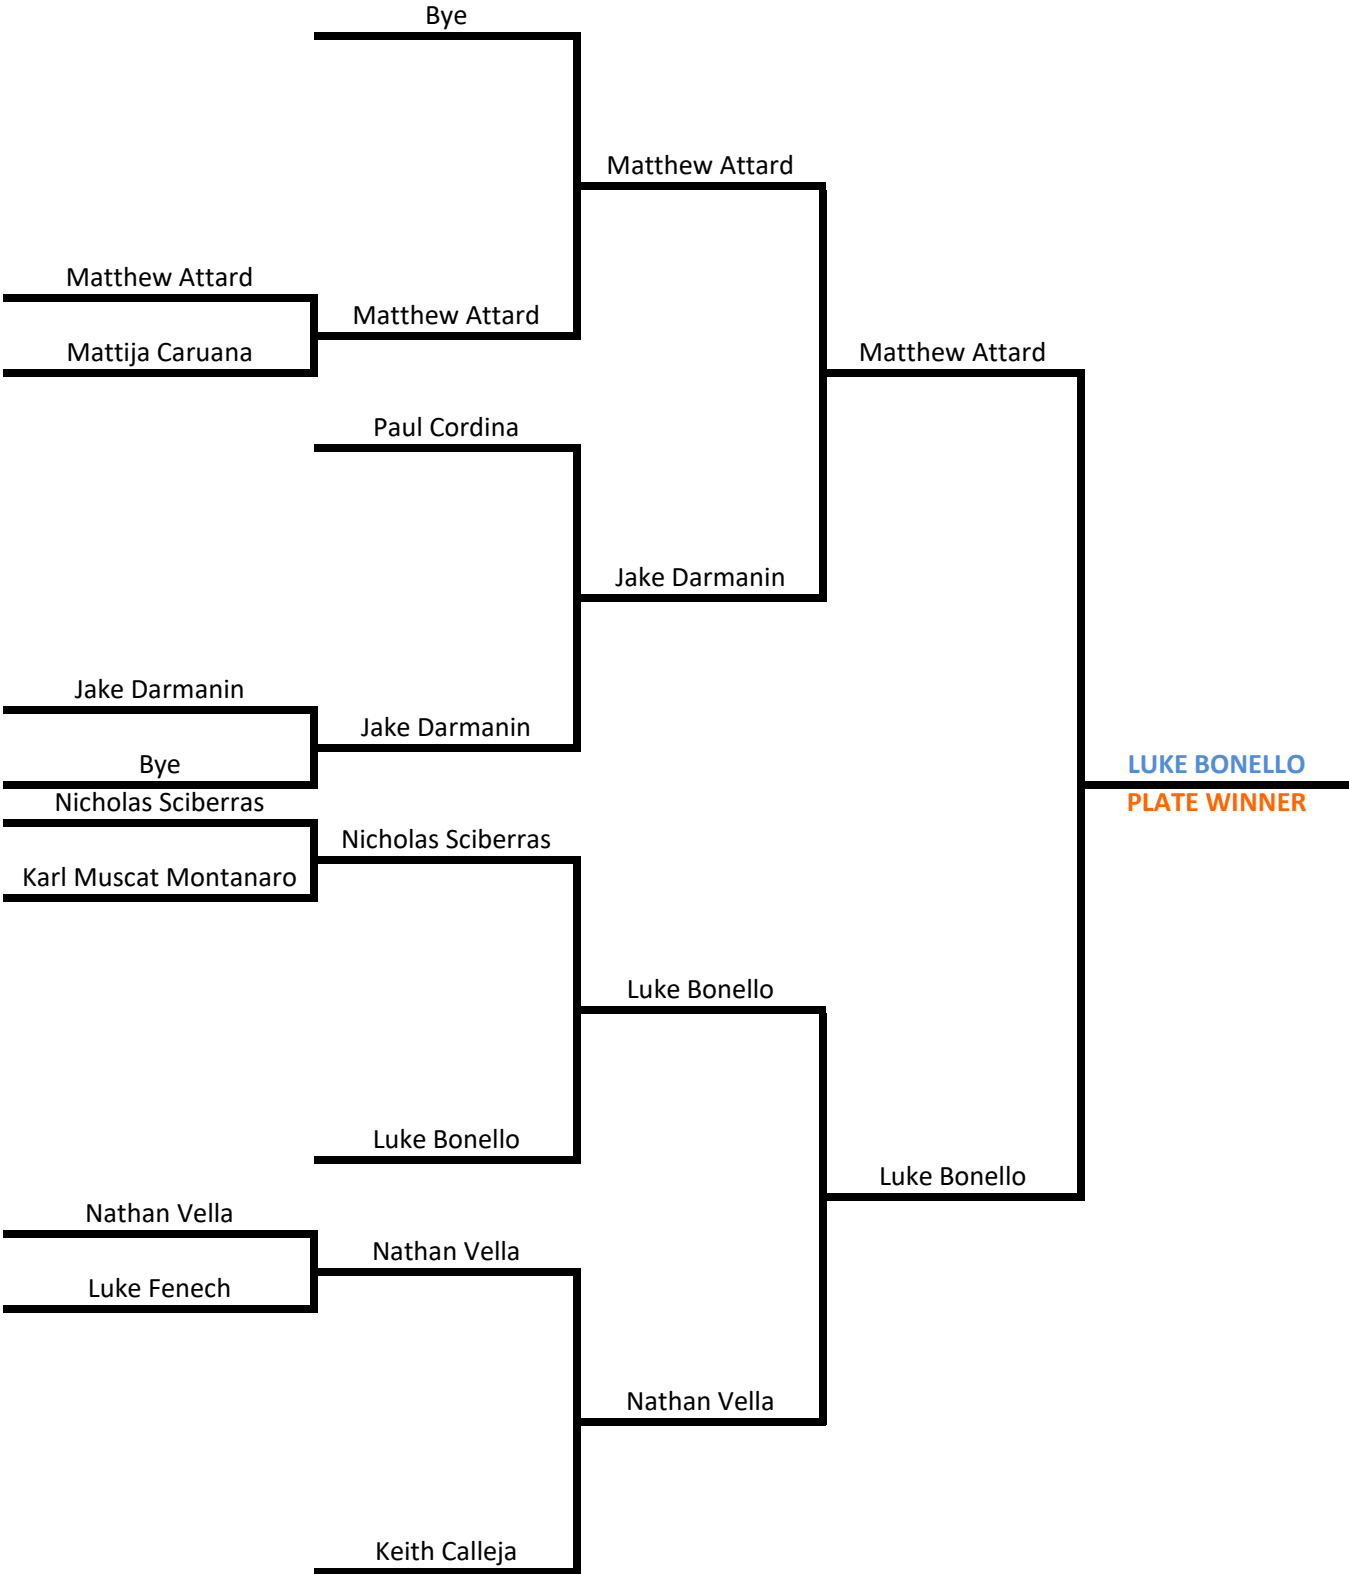 Bye
Matthew Attard
Matthew Attard
Matthew Attard
Mattija Caruana
Matthew Attard
Paul Cordina
Jake Darmanin
Jake Darmanin
Jake Darmanin
Bye
LUKE BONELLO
Nicholas Sciberras
PLATE WINNER
Nicholas Sciberras
Karl Muscat Montanaro
Luke Bonello
Luke Bonello
Luke Bonello
Nathan Vella
Nathan Vella
Luke Fenech
Nathan Vella
Keith Calleja